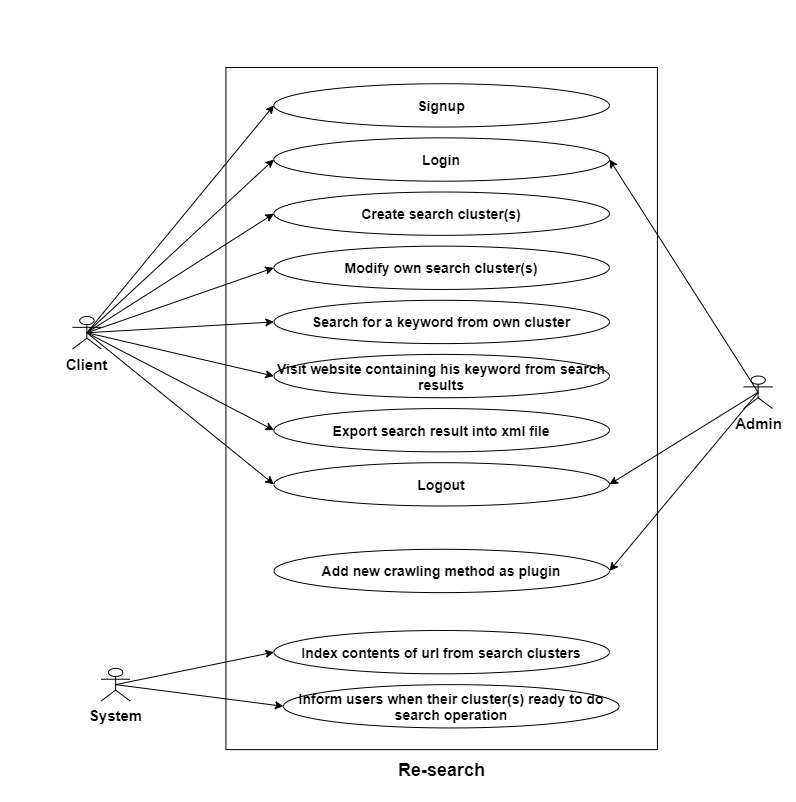 Signup
Login
Create search cluster(s)
Modify own search cluster(s)
Search for a keyword from own cluster
Client
Visit website containing his keyword from search
results
Admin
Export search result into xml file
Logout
Add new crawling method as plugin
Index contents of url from search clusters
System
Inform users when their cluster(s) ready to do
search operation
Re-search